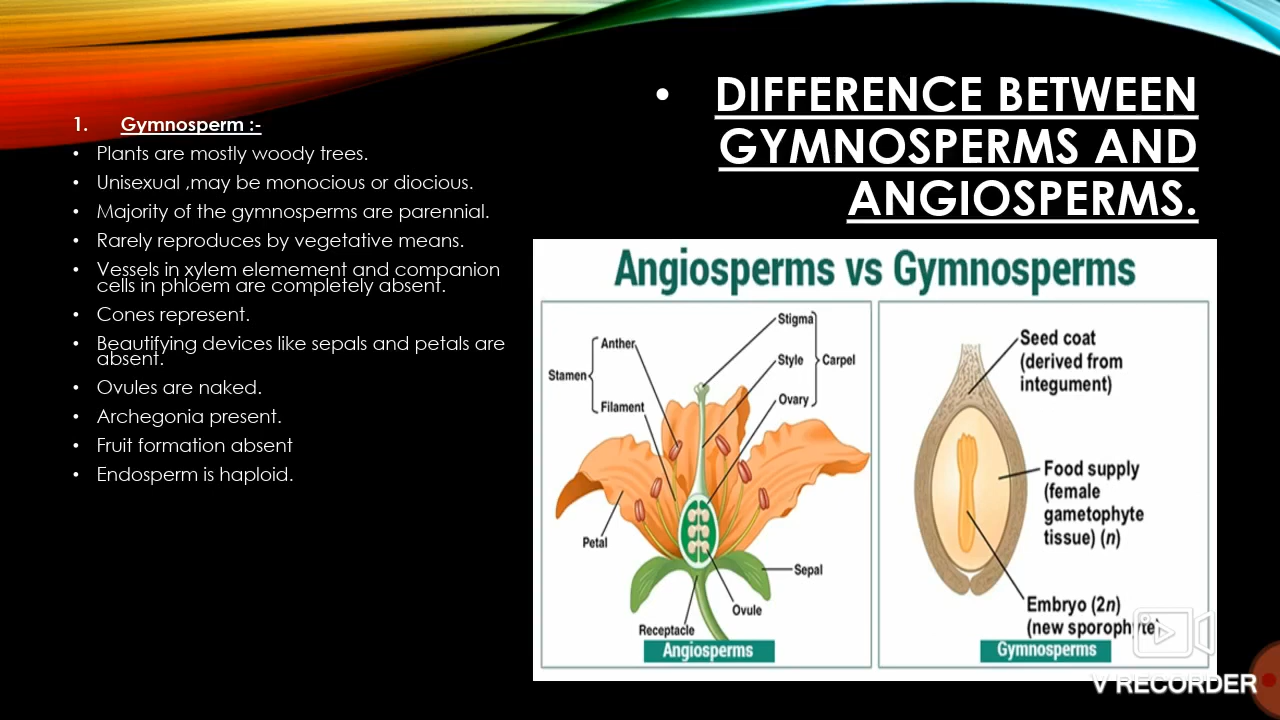 • DIFFERENCE BETWEEN
GYMNOSPERMS AND
ANGIOSPERMS.
1. Gymnosperm :-
• Plants are mostly woody trees.
• Unisexual ,may be monocious or diocious.
• Majority of the gymnosperms are parennial.
• Rarely reproduces by vegetative means.
• Vessels in xylem elemement and companion
cells in phloem are completely absent.
• Cones represent.
• Beautifying devices like sepals and petals are
absent.
• Ovules are naked.
• Archegonia present.
• Fruit formation absent
• Endosperm is haploid.
Angiosperms vs Gymnosperms
Stigma
Anther
Style
Carpel
Stamen
Ovary
Filament
Petal
Sepal
Ovule
Receptacle
Angiosperms
Seed coat
(derived from
integument)
Food supply
(female
gametophyte
tissue) (n)
Embryo (2n)
(new sporophyte)
Gymnosperms
V RECORDER